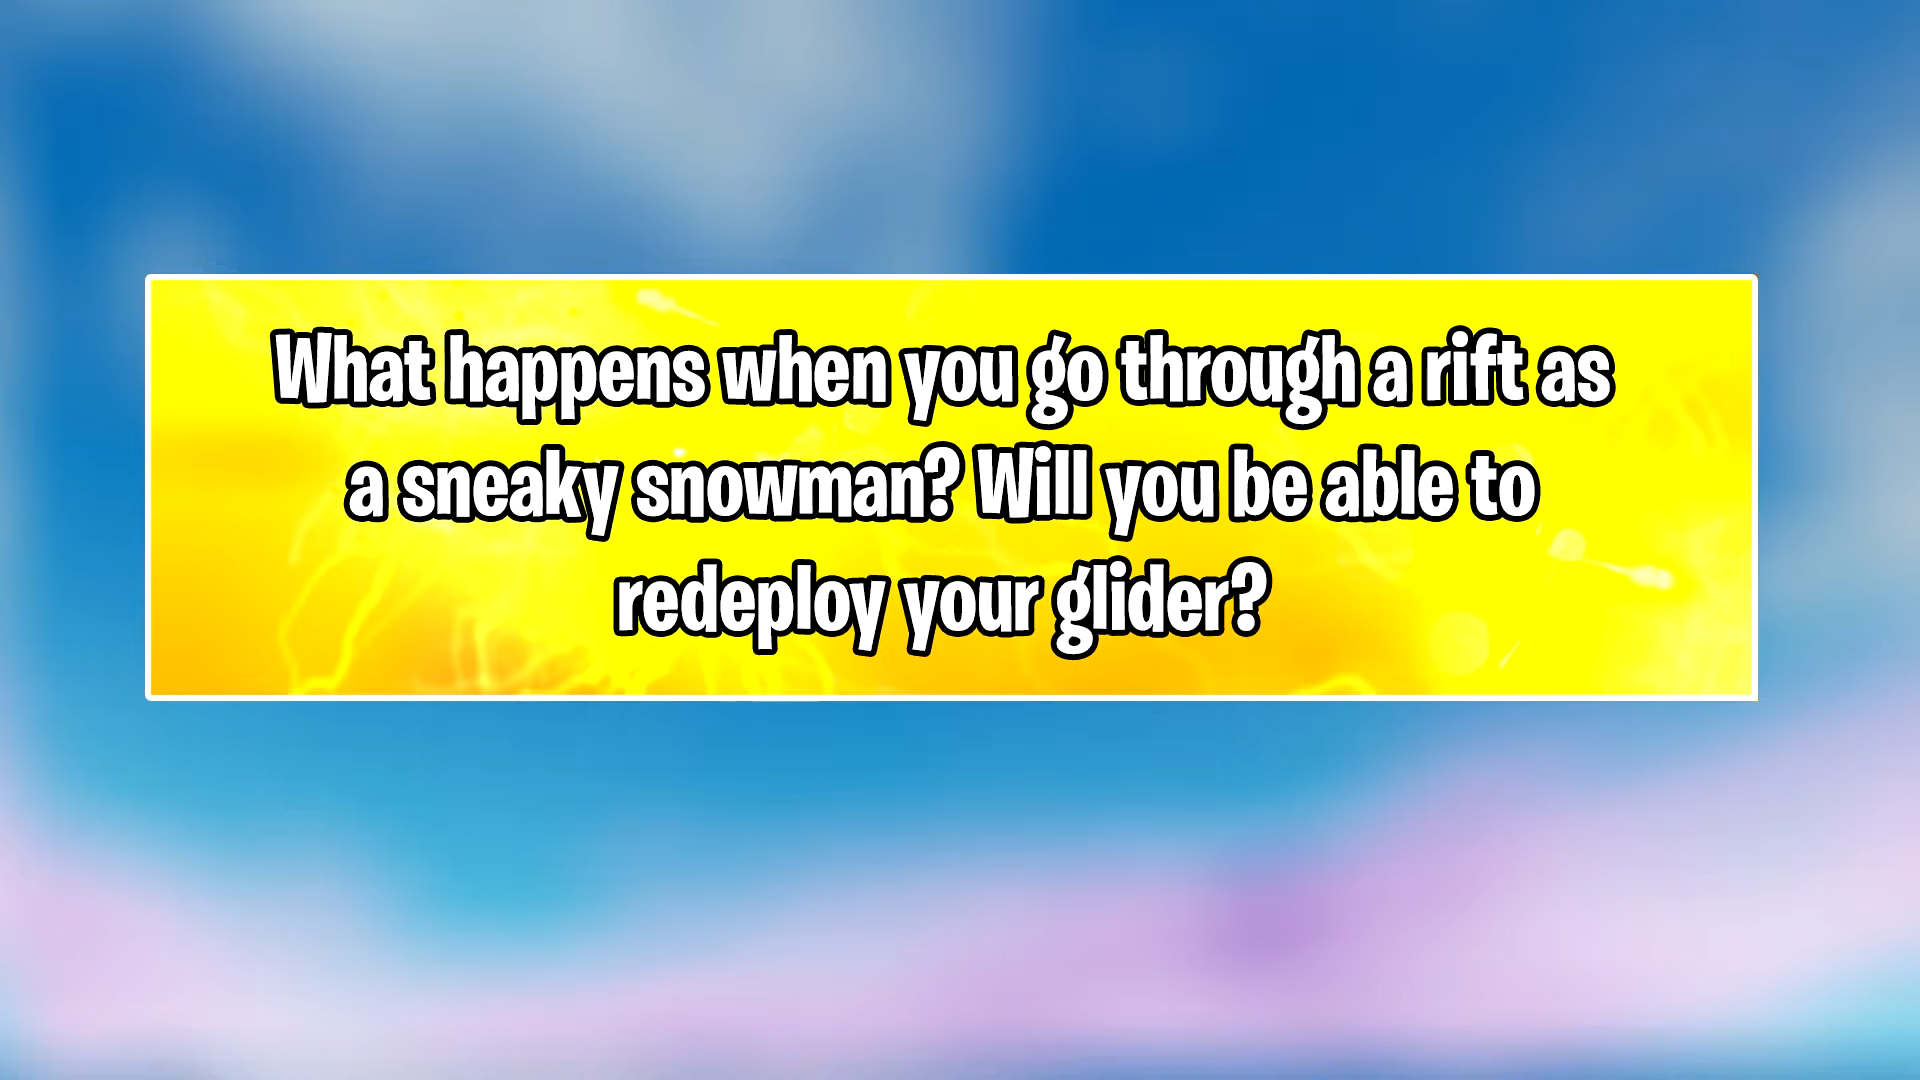 What happens when you go through a rift as
a sneaky snowman? Will you be able to
redeploy your glider?